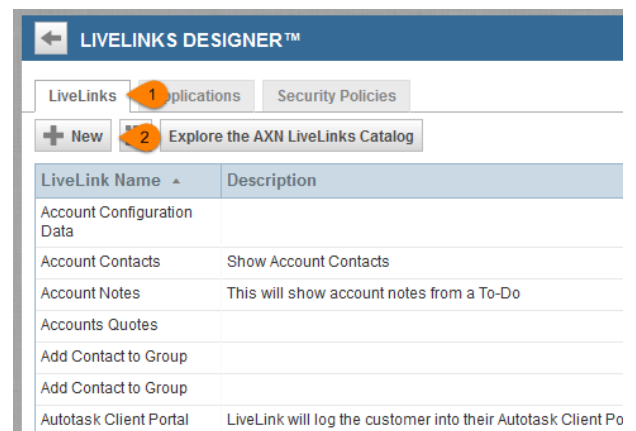 LIVELINKS DESIGNER™
LiveLinks 1 plications Security Policies
New 2 Explore the AXN LiveLinks Catalog
LiveLink Name Description
Account Configuration
Data
Account Contacts Show Account Contacts
Account Notes This will show account notes from a To-Do
Accounts Quotes
Add Contact to Group
Add Contact to Group
Autotask Client Portal LiveLink will log the customer into their Autotask Client Po